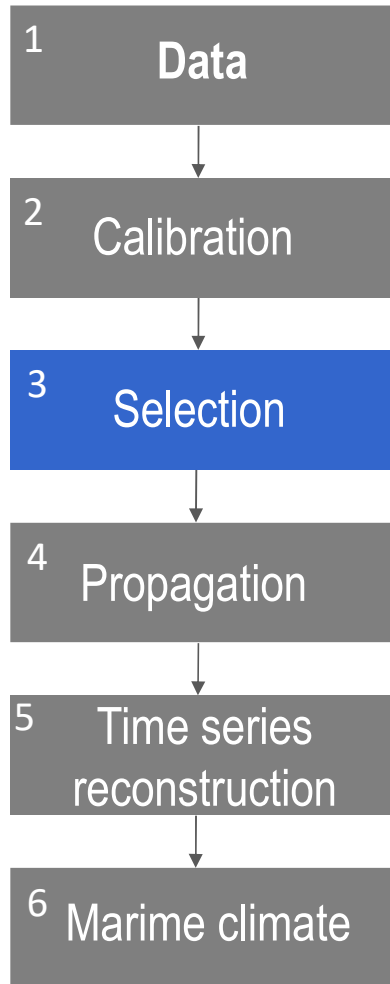 1
Data
2
Calibration
3
Selection
4
Propagation
5
Time series
reconstruction
6
Marime climate